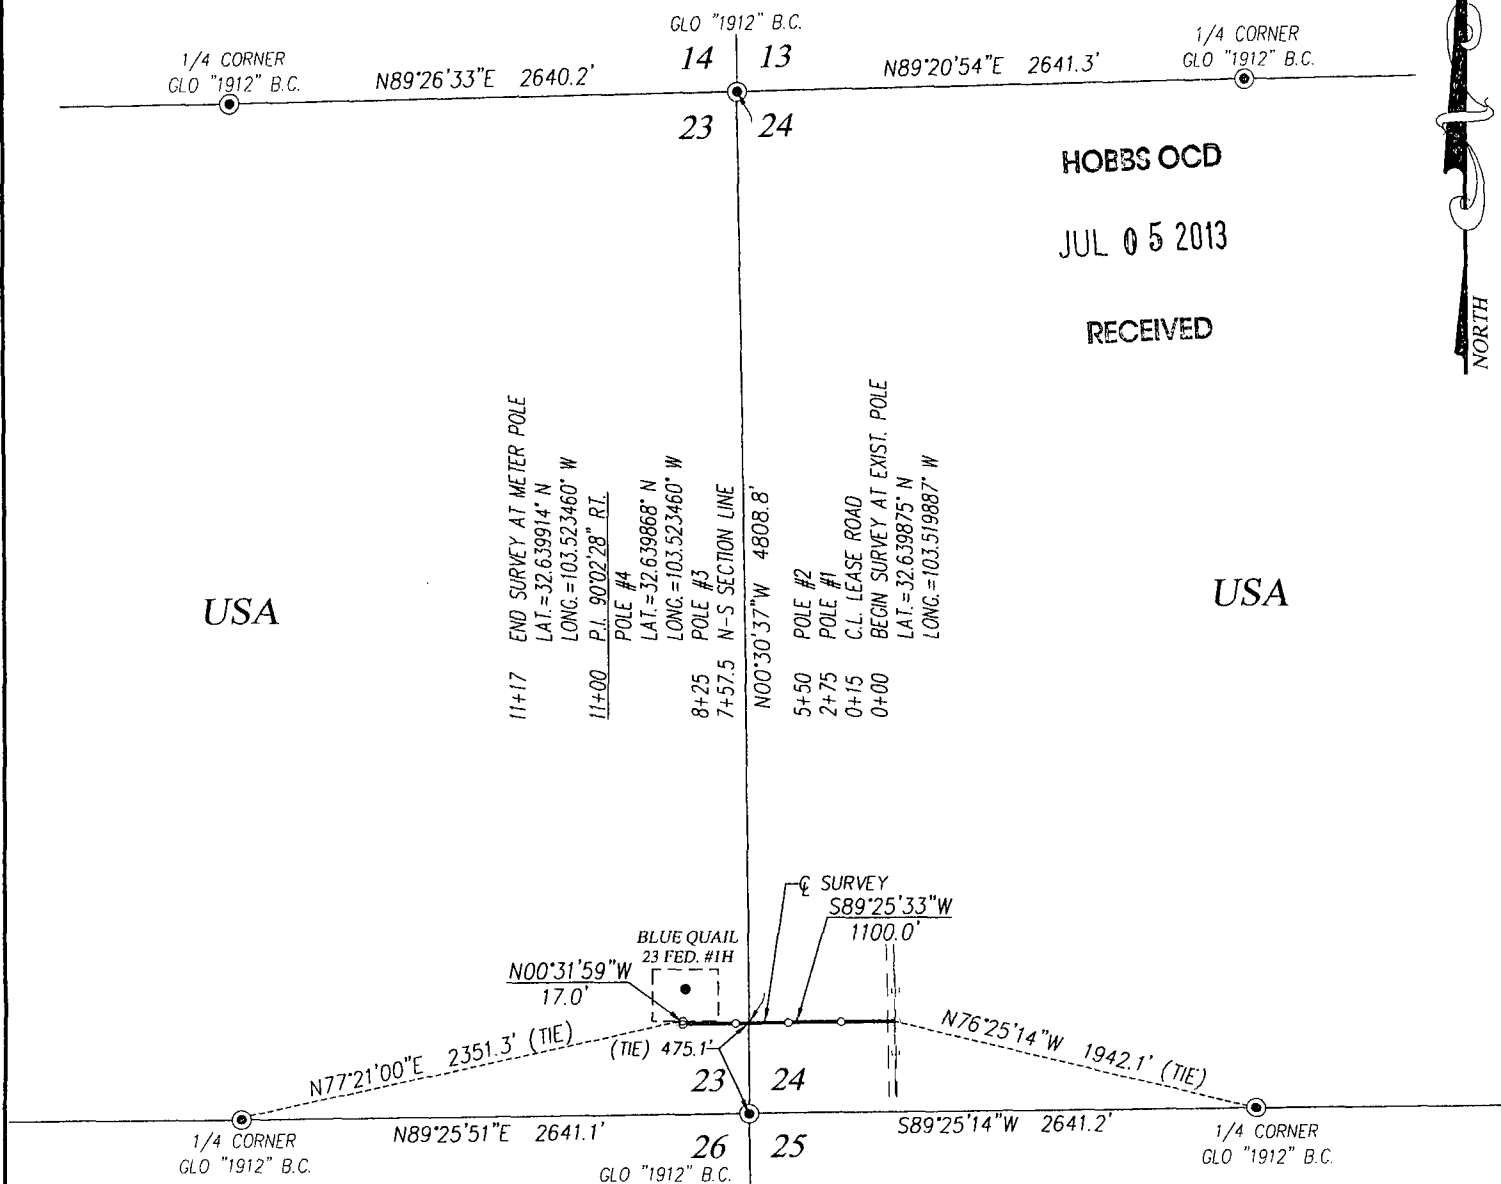 GLO "1912" B.C.
1/4 CORNER
GLO "1912" B.C.
N89°26'33"E 2640.2'
14 13
N89°20'54"E 2641.3'
1/4 CORNER
GLO "1912" B.C.
23 24
HOBBS OCD
JUL 05 2013
RECEIVED
NORTH
USA
11+17 END SURVEY AT METER POLE
LAT.=32.639914° N
LONG.=103.523460° W
11+00 P.I. 90°02'28" RT.
POLE #4
LAT.=32.639868° N
LONG.=103.523460° W
8+25 POLE #3
7+57.5 N-S SECTION LINE
N00°30'37"W 4808.8'
5+50 POLE #2
2+75 POLE #1
0+15 C.L. LEASE ROAD
0+00 BEGIN SURVEY AT EXIST. POLE
LAT.=32.639875° N
LONG.=103.519887° W
USA
℄ SURVEY
S89°25'33"W
1100.0'
BLUE QUAIL
23 FED. #1H
N00°31'59"W
17.0'
(TIE) 475.1'
N77°21'00"E 2351.3' (TIE)
N76°25'14"W 1942.1' (TIE)
23 24
N89°25'51"E 2641.1'
S89°25'14"W 2641.2'
1/4 CORNER
GLO "1912" B.C.
26 25
GLO "1912" B.C.
1/4 CORNER
GLO "1912" B.C.